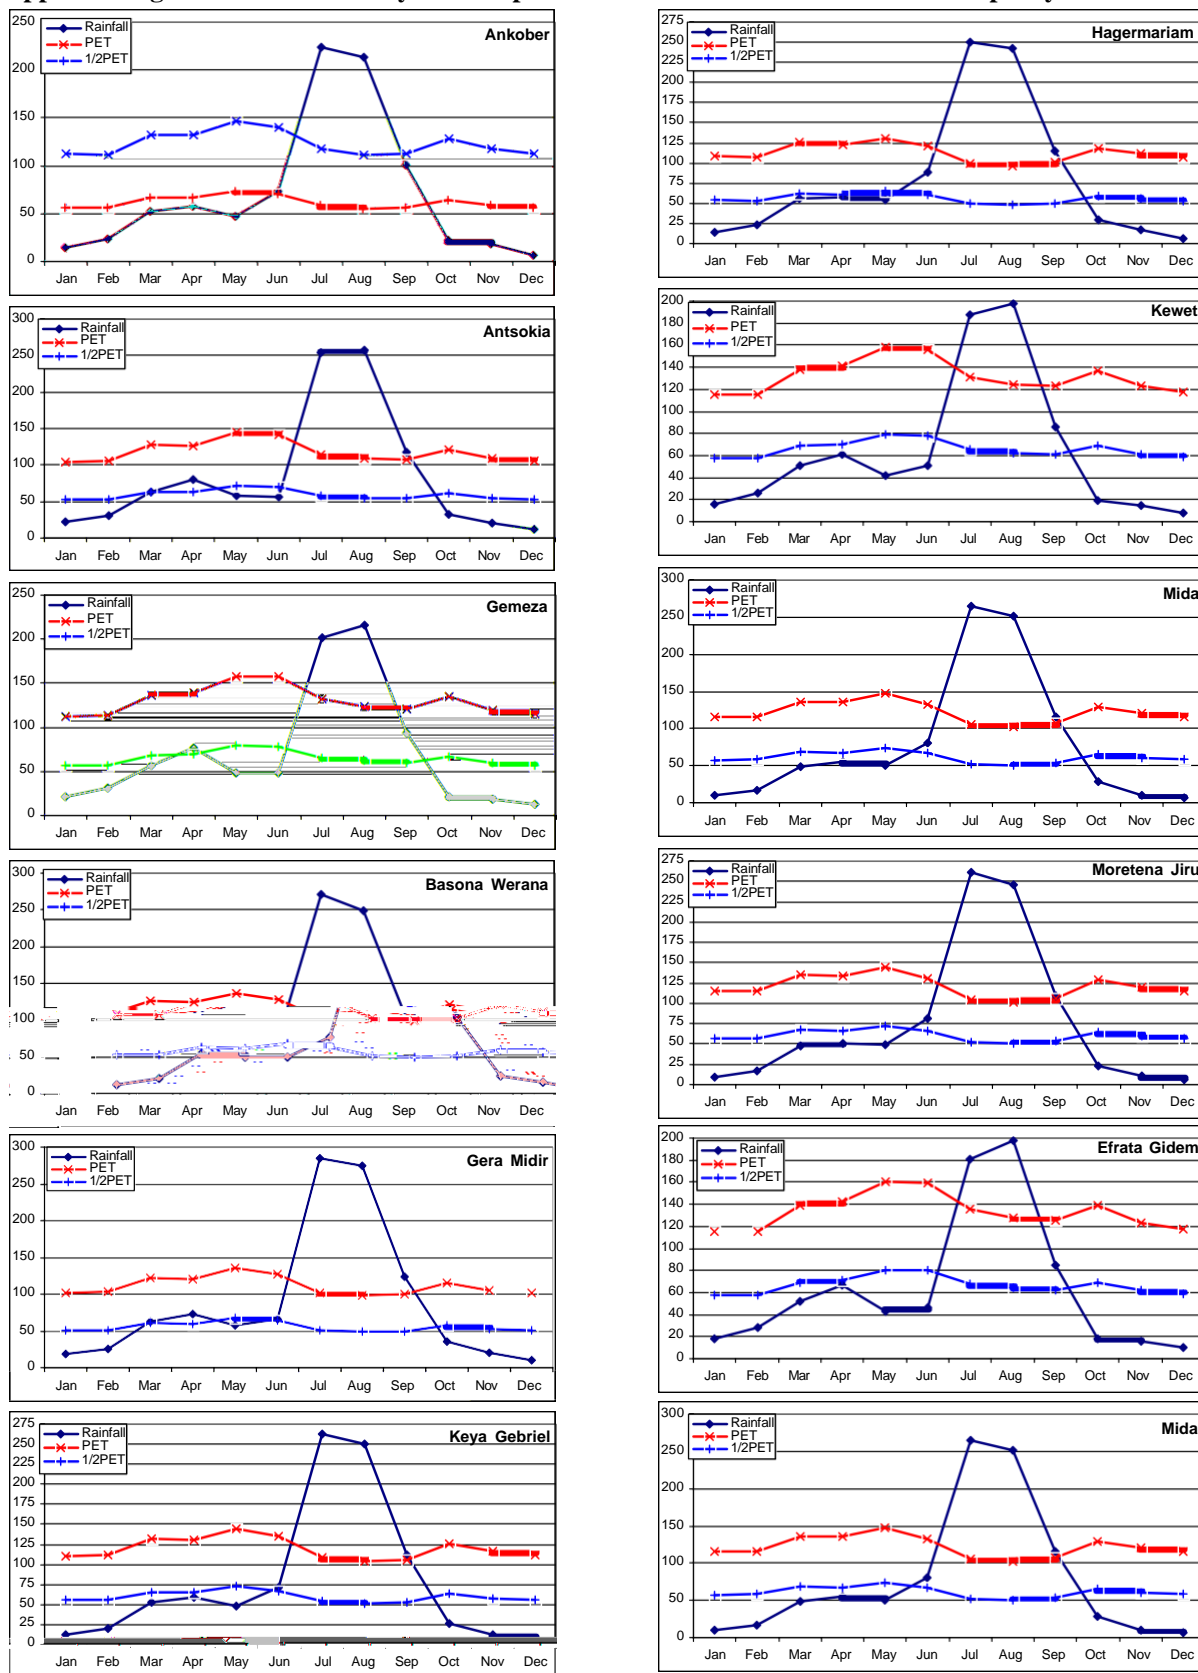 Ankober
Rainfall
PET
1/2PET
250
200
150
100
50
0
Jan Feb Mar Apr May Jun Jul Aug Sep Oct Nov Dec
Hagermariam
Rainfall
PET
1/2PET
275
250
225
200
175
150
125
100
75
50
25
0
Jan Feb Mar Apr May Jun Jul Aug Sep Oct Nov Dec
Antsokia
Rainfall
PET
1/2PET
300
250
200
150
100
50
0
Jan Feb Mar Apr May Jun Jul Aug Sep Oct Nov Dec
Kewet
Rainfall
PET
1/2PET
200
180
160
140
120
100
80
60
40
20
0
Jan Feb Mar Apr May Jun Jul Aug Sep Oct Nov Dec
Gemeza
Rainfall
PET
1/2PET
250
200
150
100
50
0
Jan Feb Mar Apr May Jun Jul Aug Sep Oct Nov Dec
Mida
Rainfall
PET
1/2PET
300
250
200
150
100
50
0
Jan Feb Mar Apr May Jun Jul Aug Sep Oct Nov Dec
Basona Werana
Rainfall
PET
1/2PET
300
250
200
150
100
50
0
Jan Feb Mar Apr May Jun Jul Aug Sep Oct Nov Dec
Moretena Jiru
Rainfall
PET
1/2PET
275
250
225
200
175
150
125
100
75
50
25
0
Jan Feb Mar Apr May Jun Jul Aug Sep Oct Nov Dec
Gera Midir
Rainfall
PET
1/2PET
300
250
200
150
100
50
0
Jan Feb Mar Apr May Jun Jul Aug Sep Oct Nov Dec
Efrata Gidem
Rainfall
PET
1/2PET
200
180
160
140
120
100
80
60
40
20
0
Jan Feb Mar Apr May Jun Jul Aug Sep Oct Nov Dec
Keya Gebriel
Rainfall
PET
1/2PET
275
250
225
200
175
150
125
100
75
50
25
0
Jan Feb Mar Apr May Jun Jul Aug Sep Oct Nov Dec
Mida
Rainfall
PET
1/2PET
300
250
200
150
100
50
0
Jan Feb Mar Apr May Jun Jul Aug Sep Oct Nov Dec